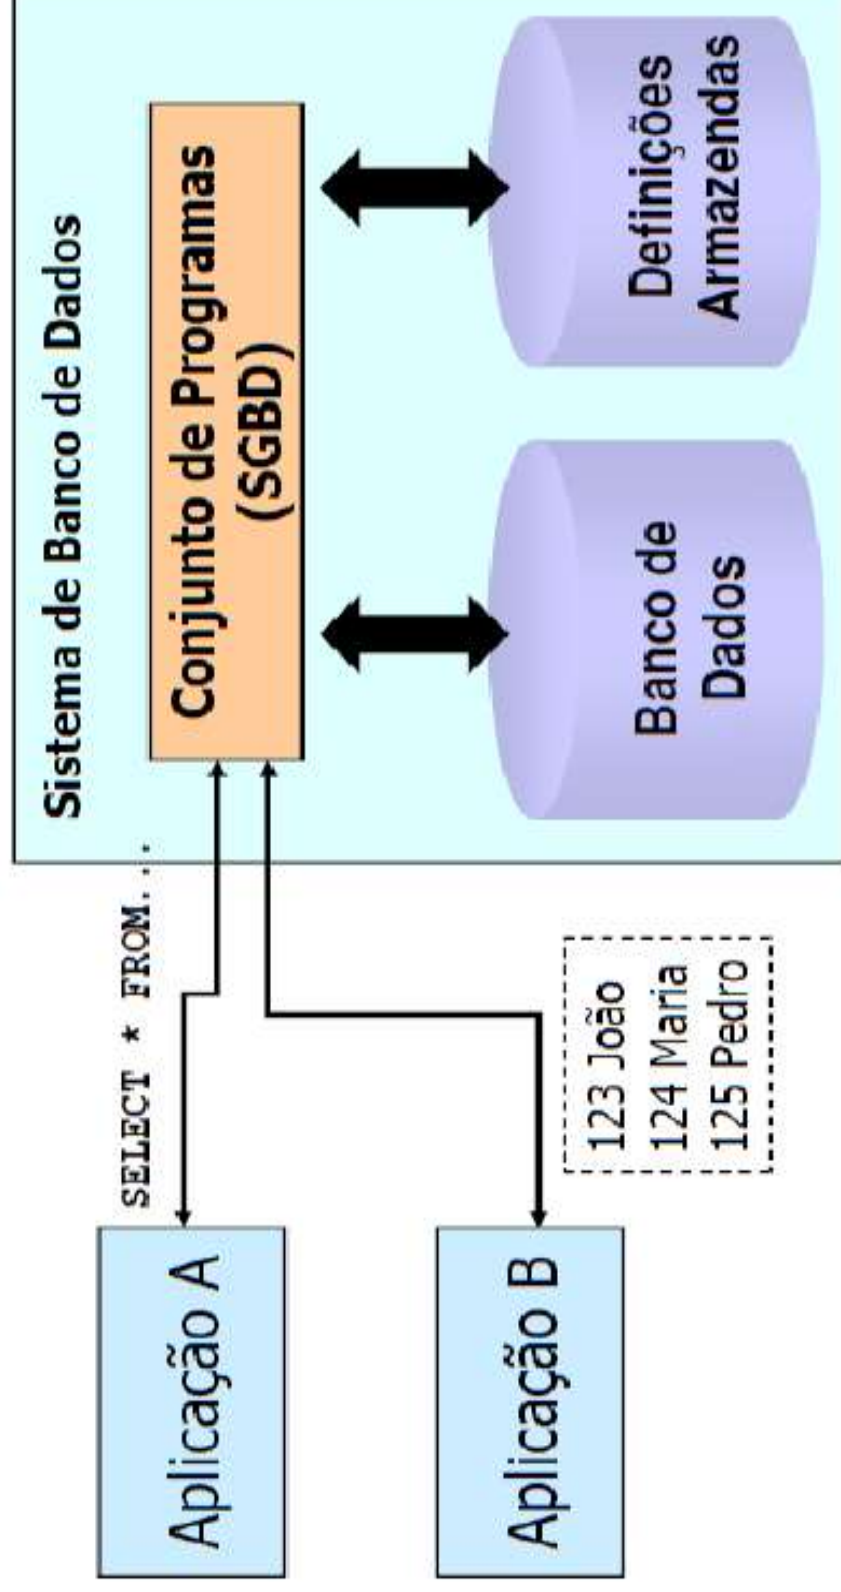 Sistema de Banco de Dados
SELECT * FROM...
Aplicação A
Conjunto de Programas
(SGBD)
Aplicação B
123 João
124 Maria
125 Pedro
Banco de
Dados
Definições
Armazendas